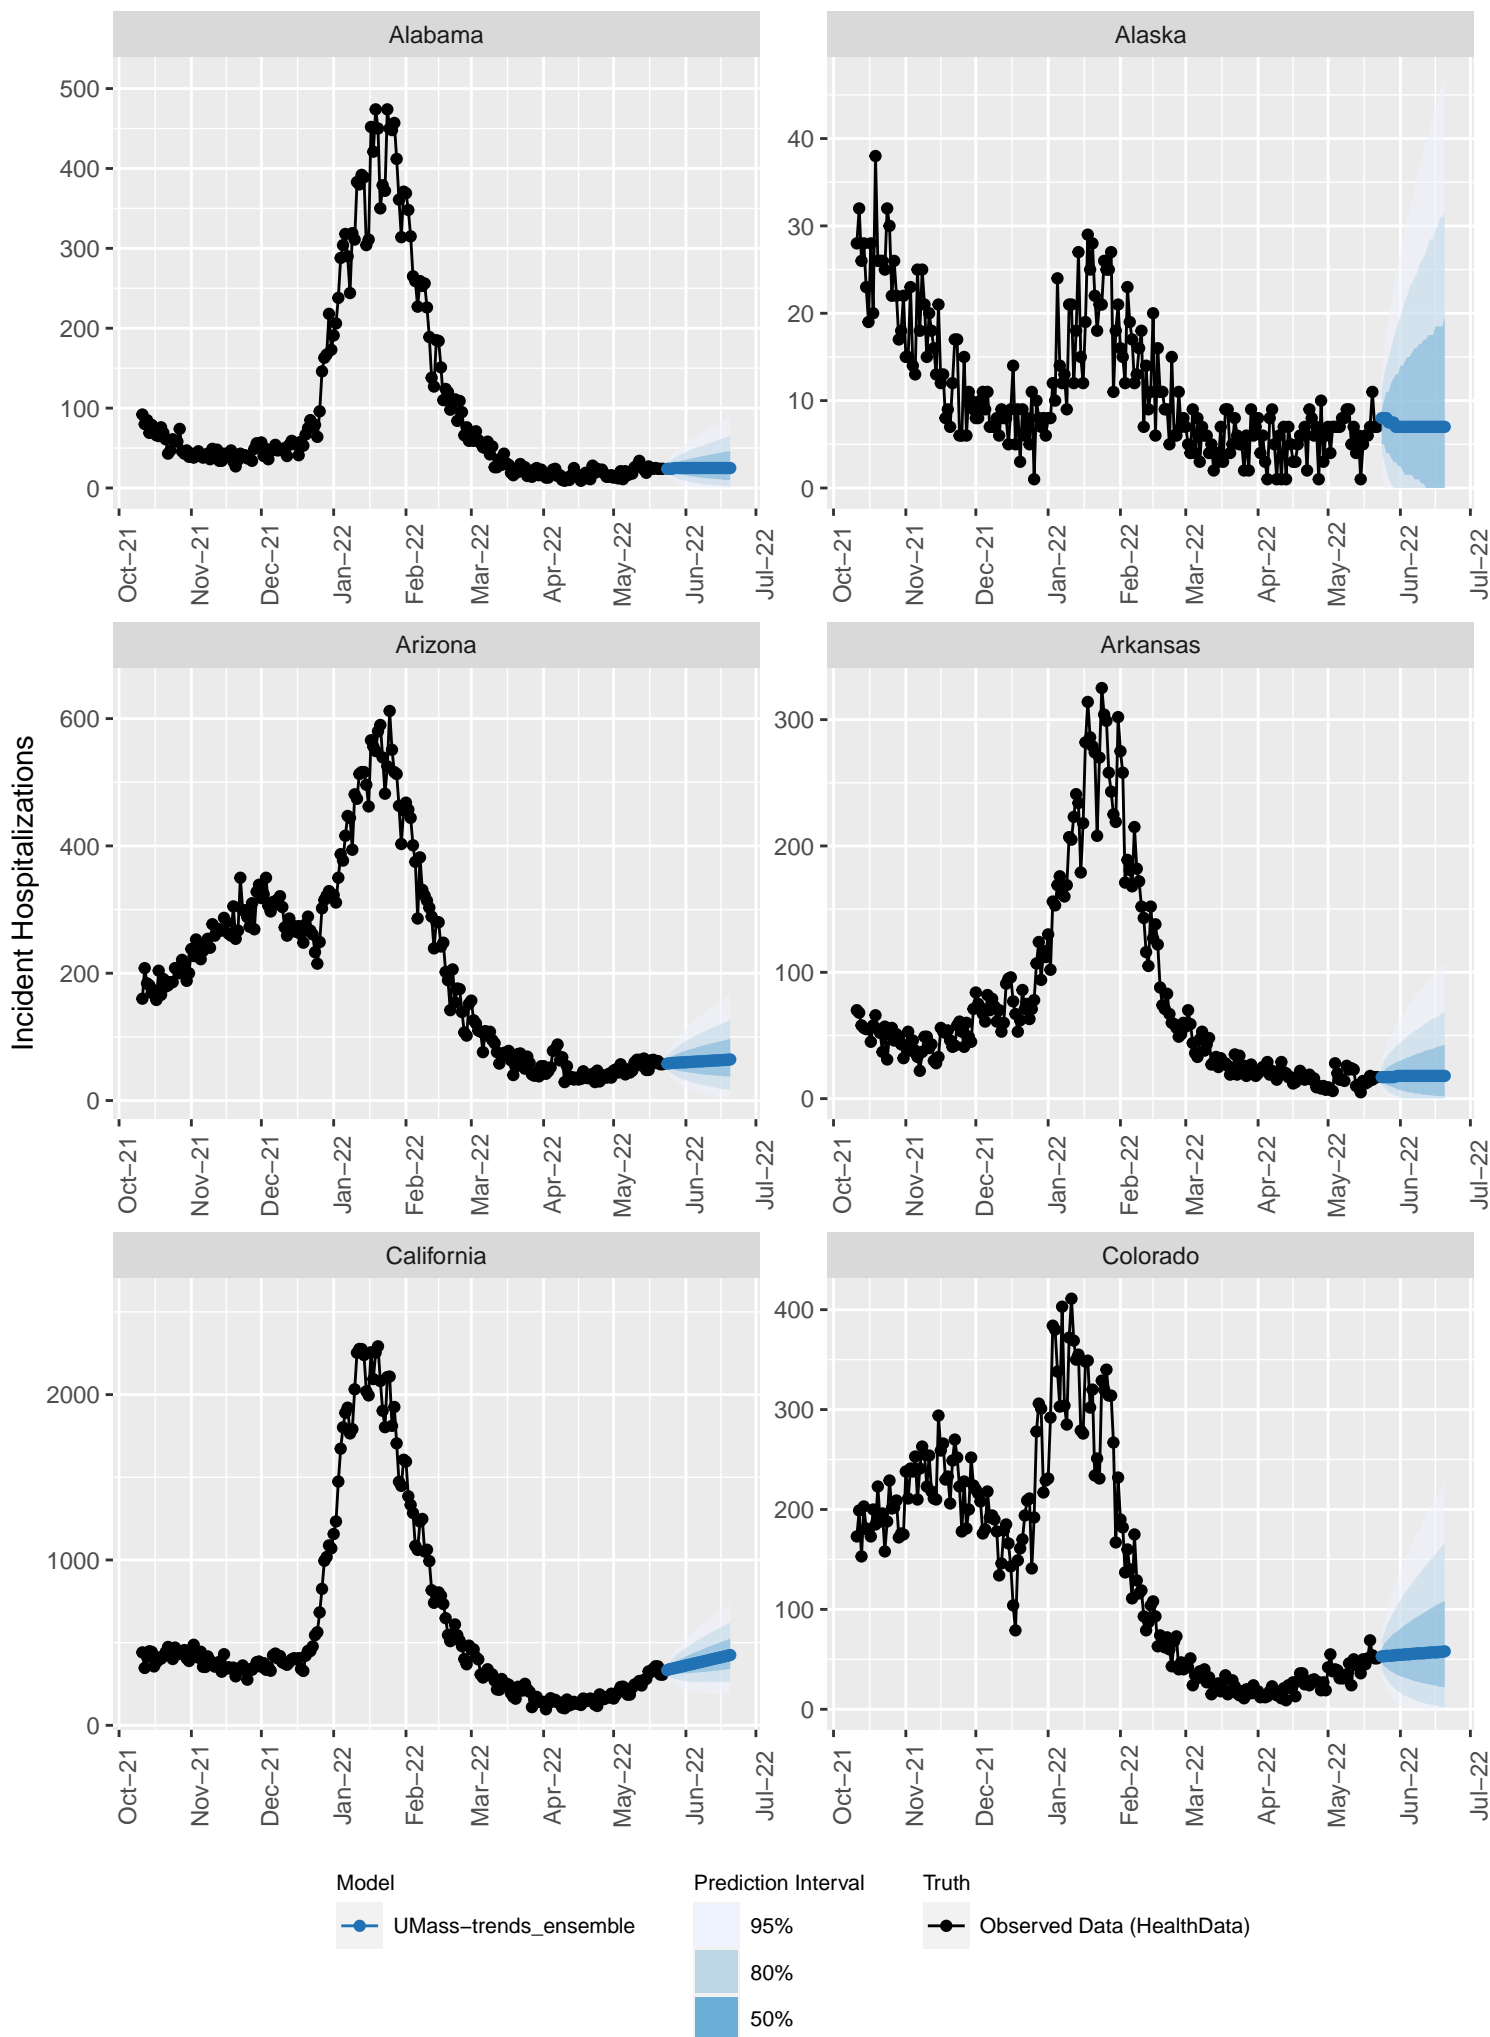 Alabama
Alaska
500
400
300
200
100
0
40
30
20
10
0
Oct−21
Nov−21
Dec−21
Jan−22
Feb−22
Mar−22
Apr−22
May−22
Jun−22
Jul−22
Oct−21
Nov−21
Dec−21
Jan−22
Feb−22
Mar−22
Apr−22
May−22
Jun−22
Jul−22
Incident Hospitalizations
Arizona
Arkansas
600
400
200
0
300
200
100
0
Oct−21
Nov−21
Dec−21
Jan−22
Feb−22
Mar−22
Apr−22
May−22
Jun−22
Jul−22
Oct−21
Nov−21
Dec−21
Jan−22
Feb−22
Mar−22
Apr−22
May−22
Jun−22
Jul−22
California
Colorado
2000
1000
0
400
300
200
100
0
Oct−21
Nov−21
Dec−21
Jan−22
Feb−22
Mar−22
Apr−22
May−22
Jun−22
Jul−22
Oct−21
Nov−21
Dec−21
Jan−22
Feb−22
Mar−22
Apr−22
May−22
Jun−22
Jul−22
Model
UMass−trends_ensemble
Prediction Interval
95%
80%
50%
Truth
Observed Data (HealthData)